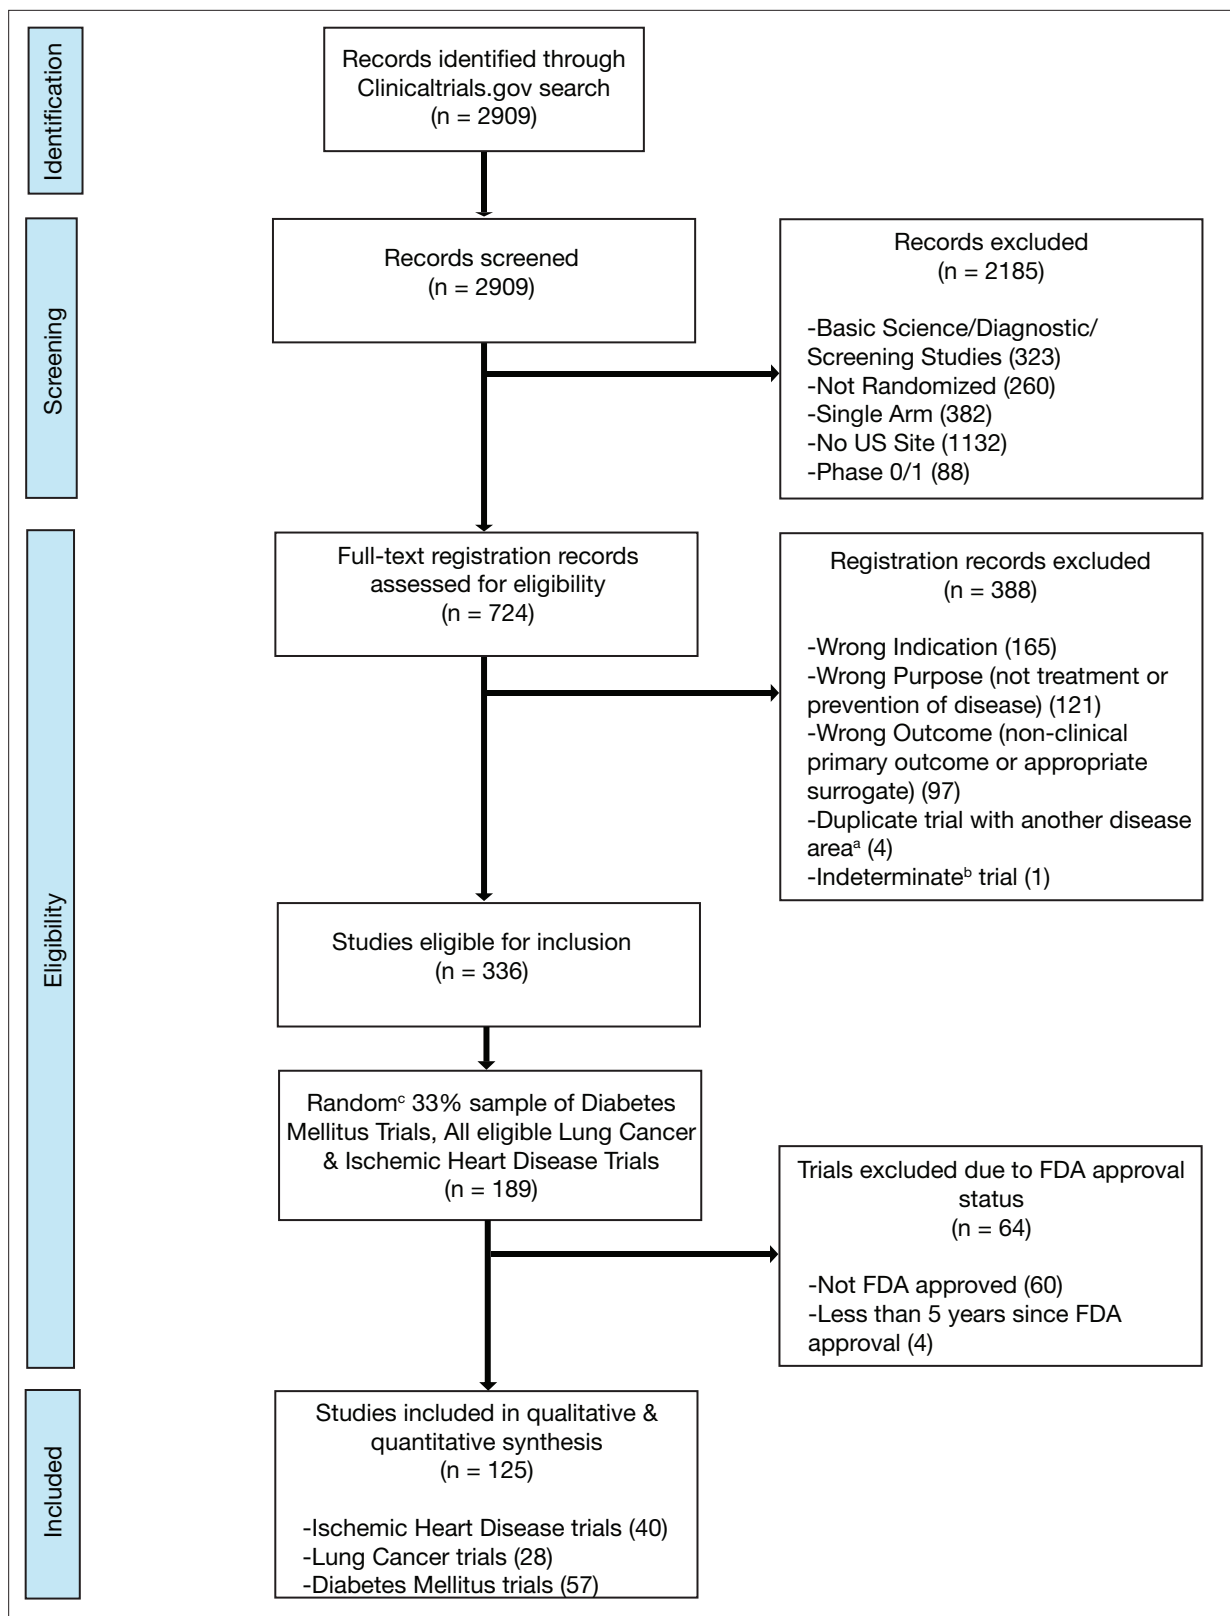 Identification
Records identified through
Clinicaltrials.gov search
(n = 2909)
Screening
Records screened
(n = 2909)
Records excluded
(n = 2185)
-Basic Science/Diagnostic/
Screening Studies (323)
-Not Randomized (260)
-Single Arm (382)
-No US Site (1132)
-Phase 0/1 (88)
Eligibility
Full-text registration records
assessed for eligibility
(n = 724)
Registration records excluded
(n = 388)
-Wrong Indication (165)
-Wrong Purpose (not treatment or
prevention of disease) (121)
-Wrong Outcome (non-clinical
primary outcome or appropriate
surrogate) (97)
-Duplicate trial with another disease
areaᵃ (4)
-Indeterminateᵇ trial (1)
Studies eligible for inclusion
(n = 336)
Randomᶜ 33% sample of Diabetes
Mellitus Trials, All eligible Lung Cancer
& Ischemic Heart Disease Trials
(n = 189)
Trials excluded due to FDA approval
status
(n = 64)
-Not FDA approved (60)
-Less than 5 years since FDA
approval (4)
Included
Studies included in qualitative &
quantitative synthesis
(n = 125)
-Ischemic Heart Disease trials (40)
-Lung Cancer trials (28)
-Diabetes Mellitus trials (57)